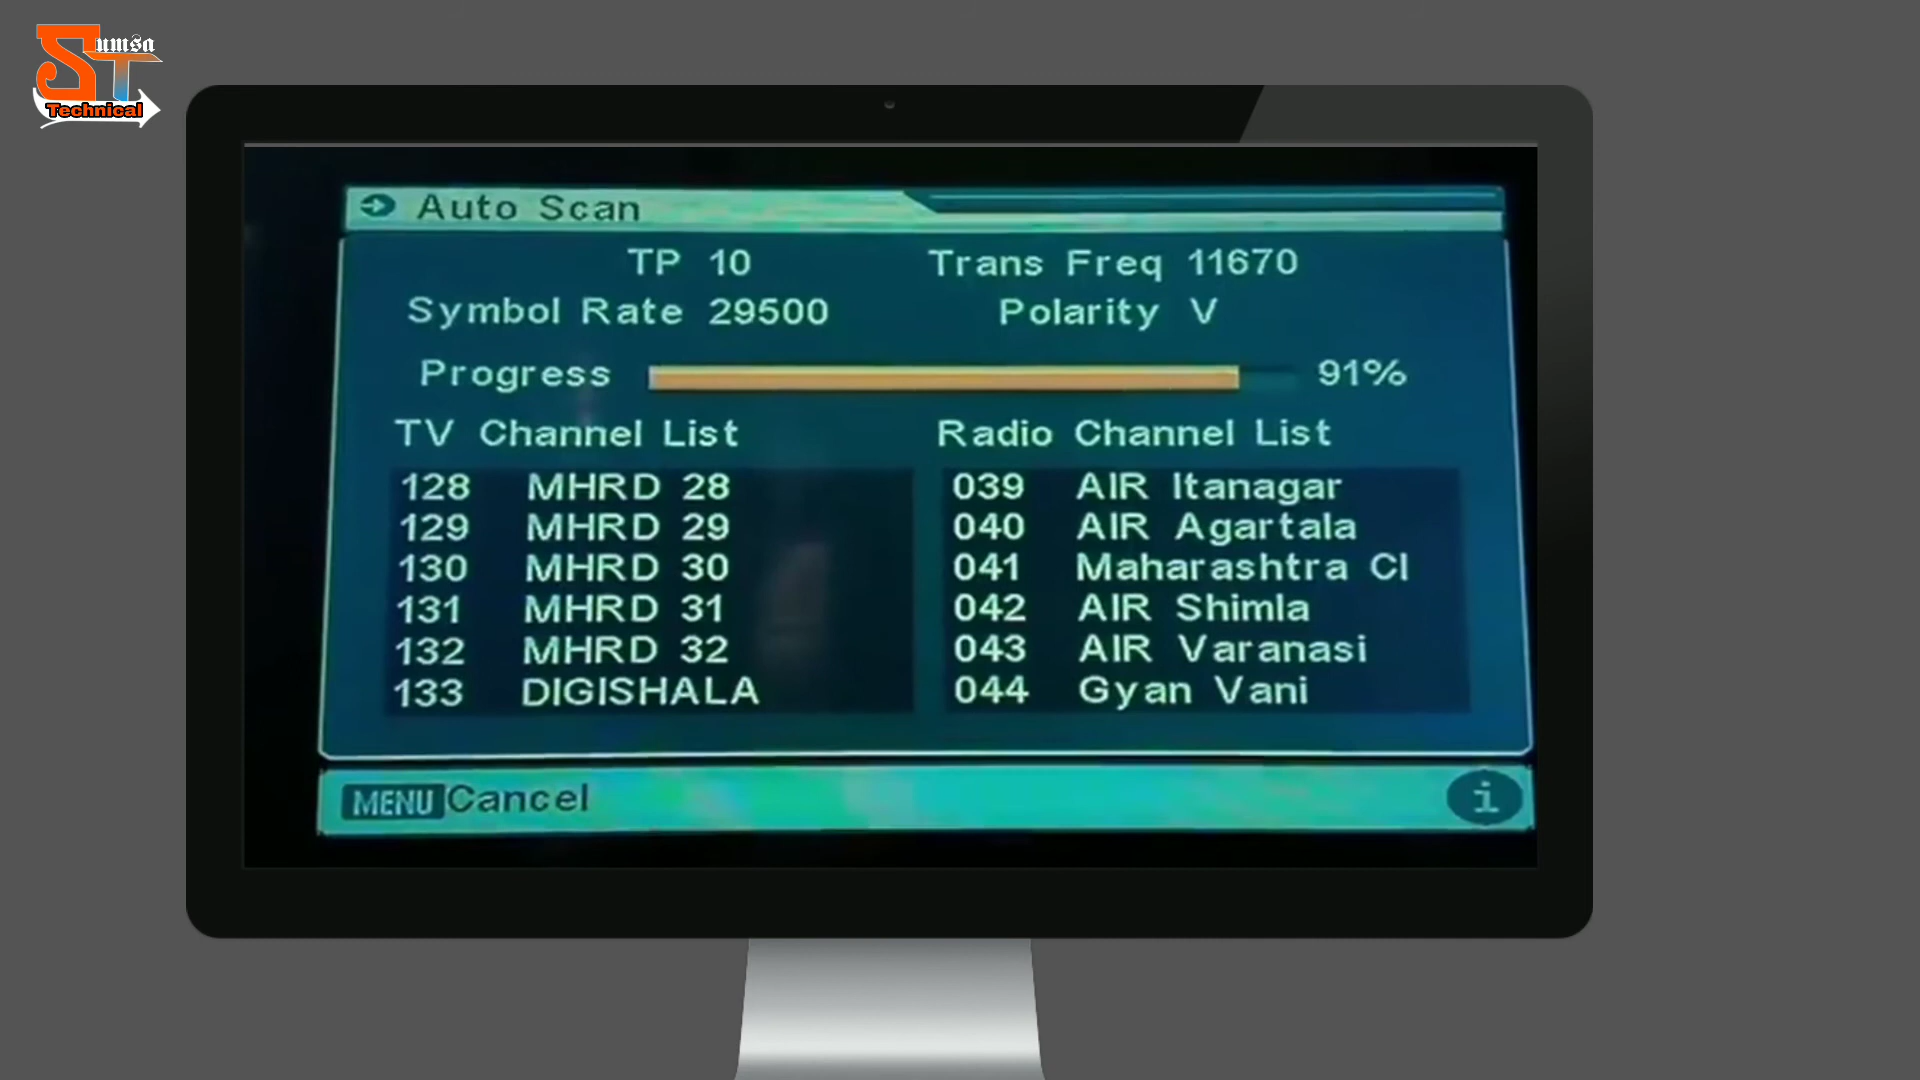 Sumsa
Technical
Auto Scan
TP 10 Trans Freq 11670
Symbol Rate 29500 Polarity V
Progress 91%
TV Channel List Radio Channel List
128 MHRD 28 039 AIR Itanagar
129 MHRD 29 040 AIR Agartala
130 MHRD 30 041 Maharashtra CI
131 MHRD 31 042 AIR Shimla
132 MHRD 32 043 AIR Varanasi
133 DIGISHALA 044 Gyan Vani
MENU Cancel i